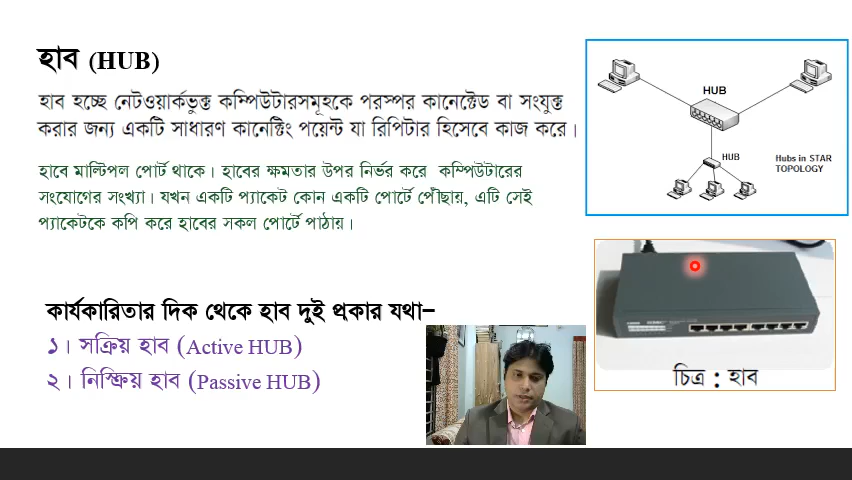 হাব (HUB)
হাব হচ্ছে নেটওয়ার্কভুক্ত কম্পিউটারসমূহকে পরস্পর কানেক্টেড বা সংযুক্ত
করার জন্য একটি সাধারণ কানেক্টিং পয়েন্ট যা রিপিটার হিসেবে কাজ করে।
হাবে মাল্টিপল পোর্ট থাকে। হাবের ক্ষমতার উপর নির্ভর করে কম্পিউটারের
সংযোগের সংখ্যা। যখন একটি প্যাকেট কোন একটি পোর্টে পৌঁছায়, এটি সেই
প্যাকেটকে কপি করে হাবের সকল পোর্টে পাঠায়।
কার্যকারিতার দিক থেকে হাব দুই প্রকার যথা–
১। সক্রিয় হাব (Active HUB)
২। নিস্ক্রিয় হাব (Passive HUB)
HUB
HUB
Hubs in STAR
TOPOLOGY
চিত্র : হাব